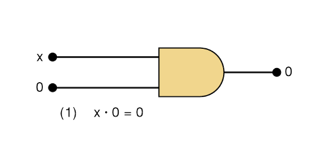 x
0
0
(1) x · 0 = 0